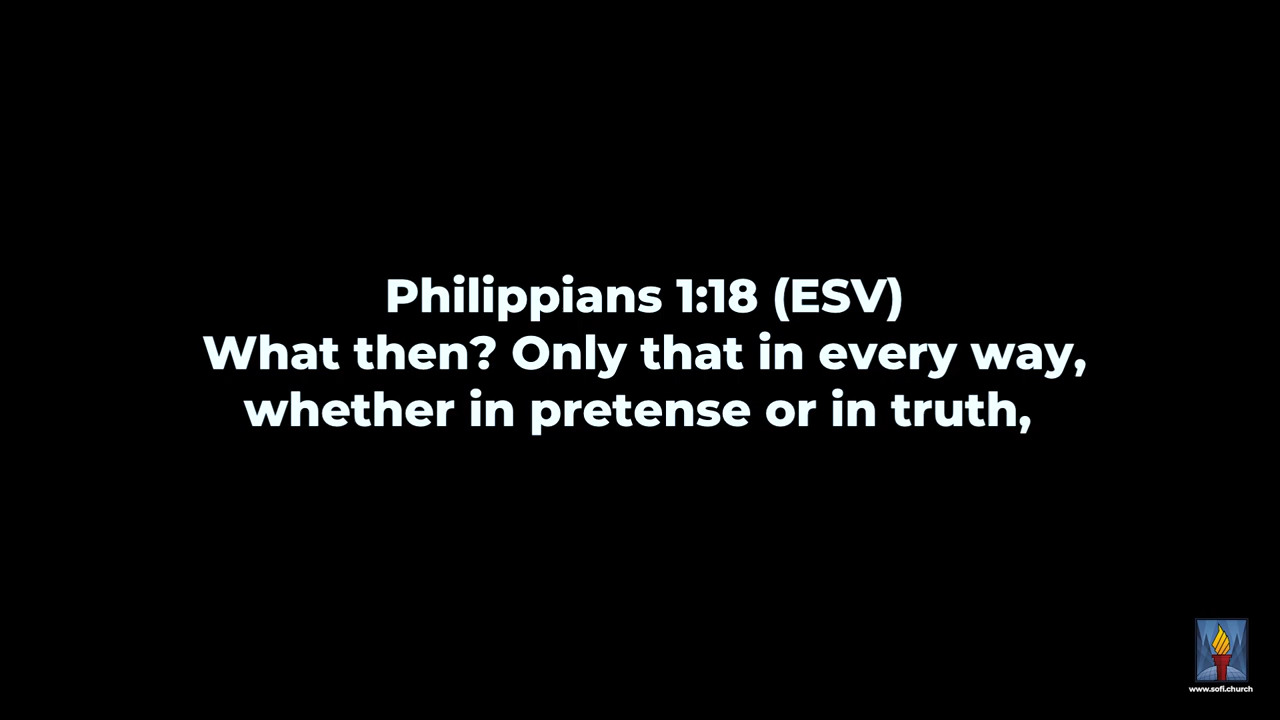 Philippians 1:18 (ESV)
What then? Only that in every way,
whether in pretense or in truth,
www.sofi.church